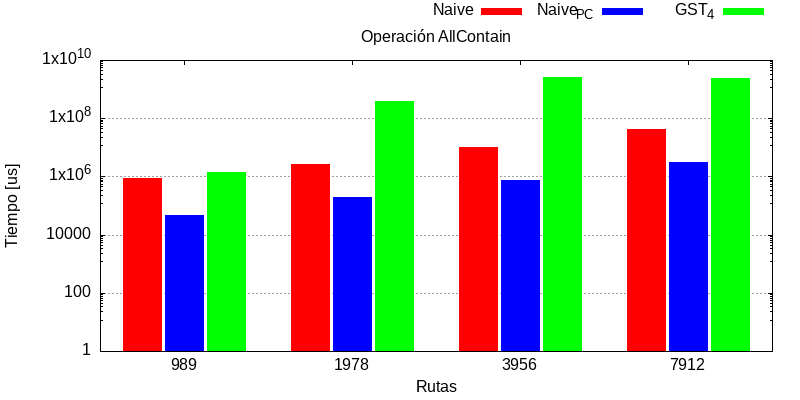 Naive Naive_PC GST_4
Operación AllContain
1x10^10
1x10^8
1x10^6
10000
100
1
Tiempo [us]
989 1978 3956 7912
Rutas